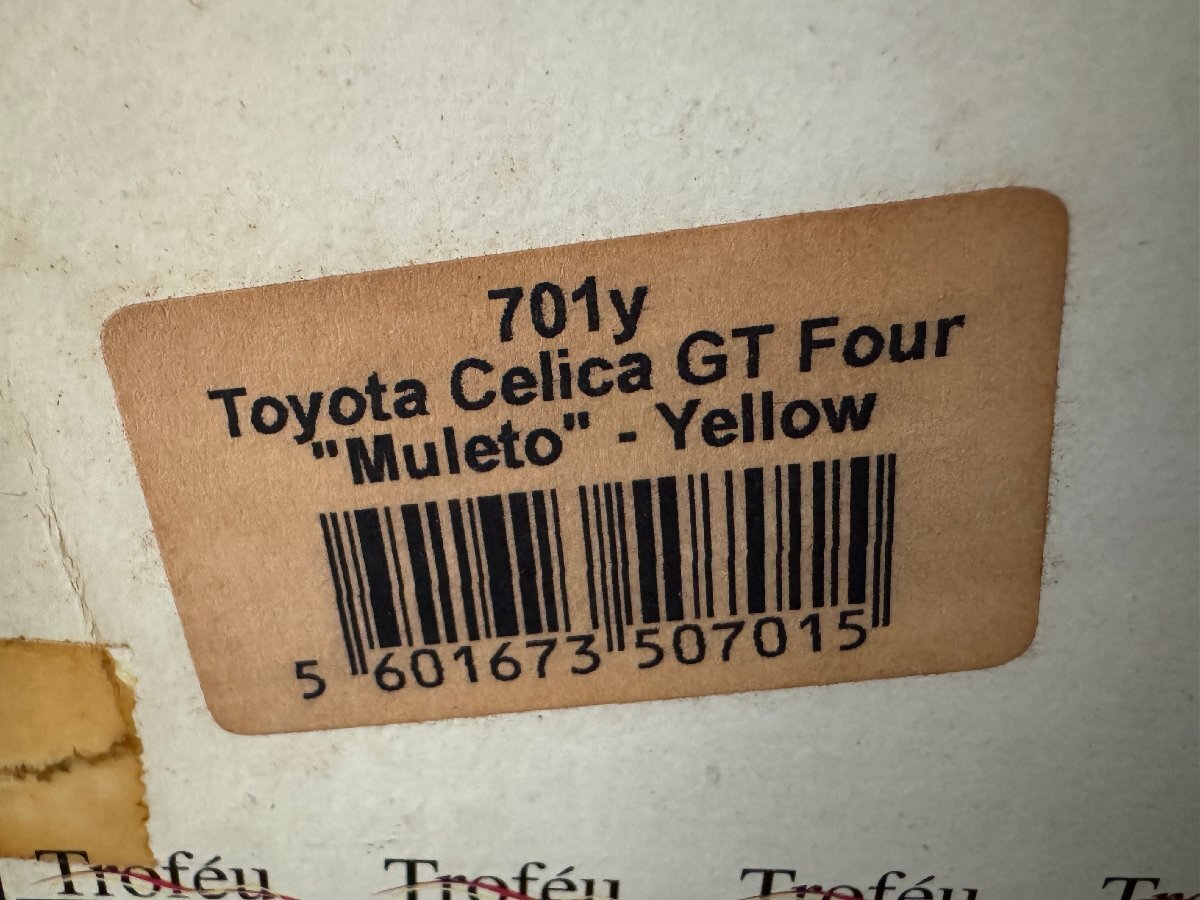 701y
Toyota Celica GT Four
"Muleto" - Yellow
5 601673 507015
Troféu Troféu Troféu